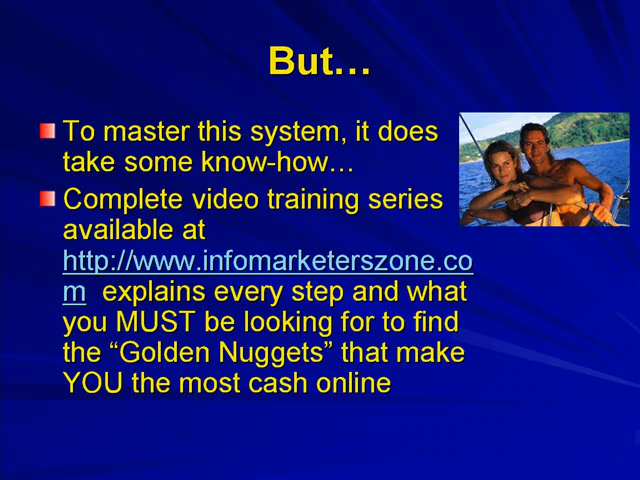 But…
To master this system, it does
take some know-how…
Complete video training series
available at
http://www.infomarketerszone.co
m  explains every step and what
you MUST be looking for to find
the “Golden Nuggets” that make
YOU the most cash online